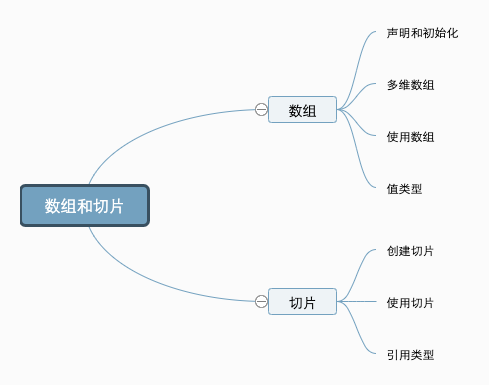 数组和切片
数组
声明和初始化
多维数组
使用数组
值类型
切片
创建切片
使用切片
引用类型